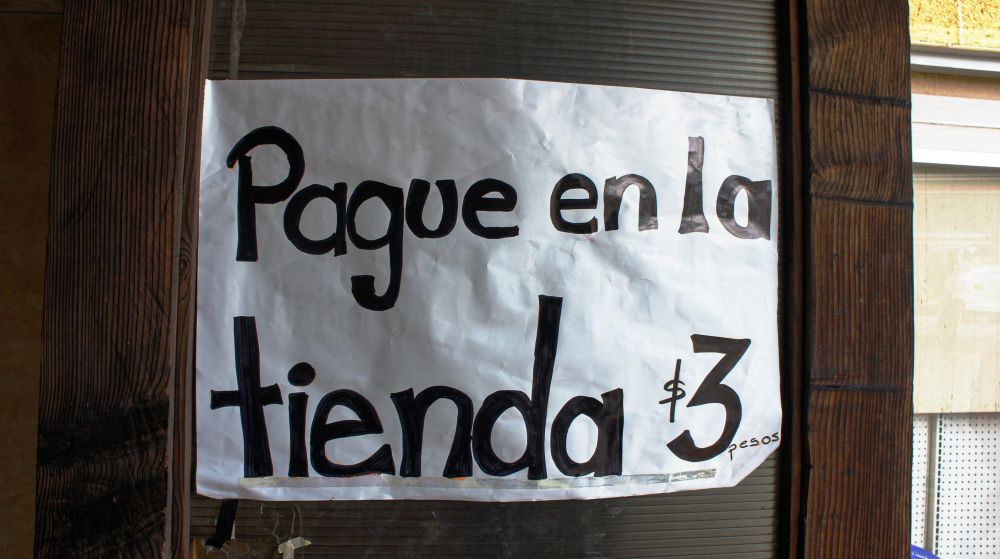 Pague en la
tienda $3
pesos